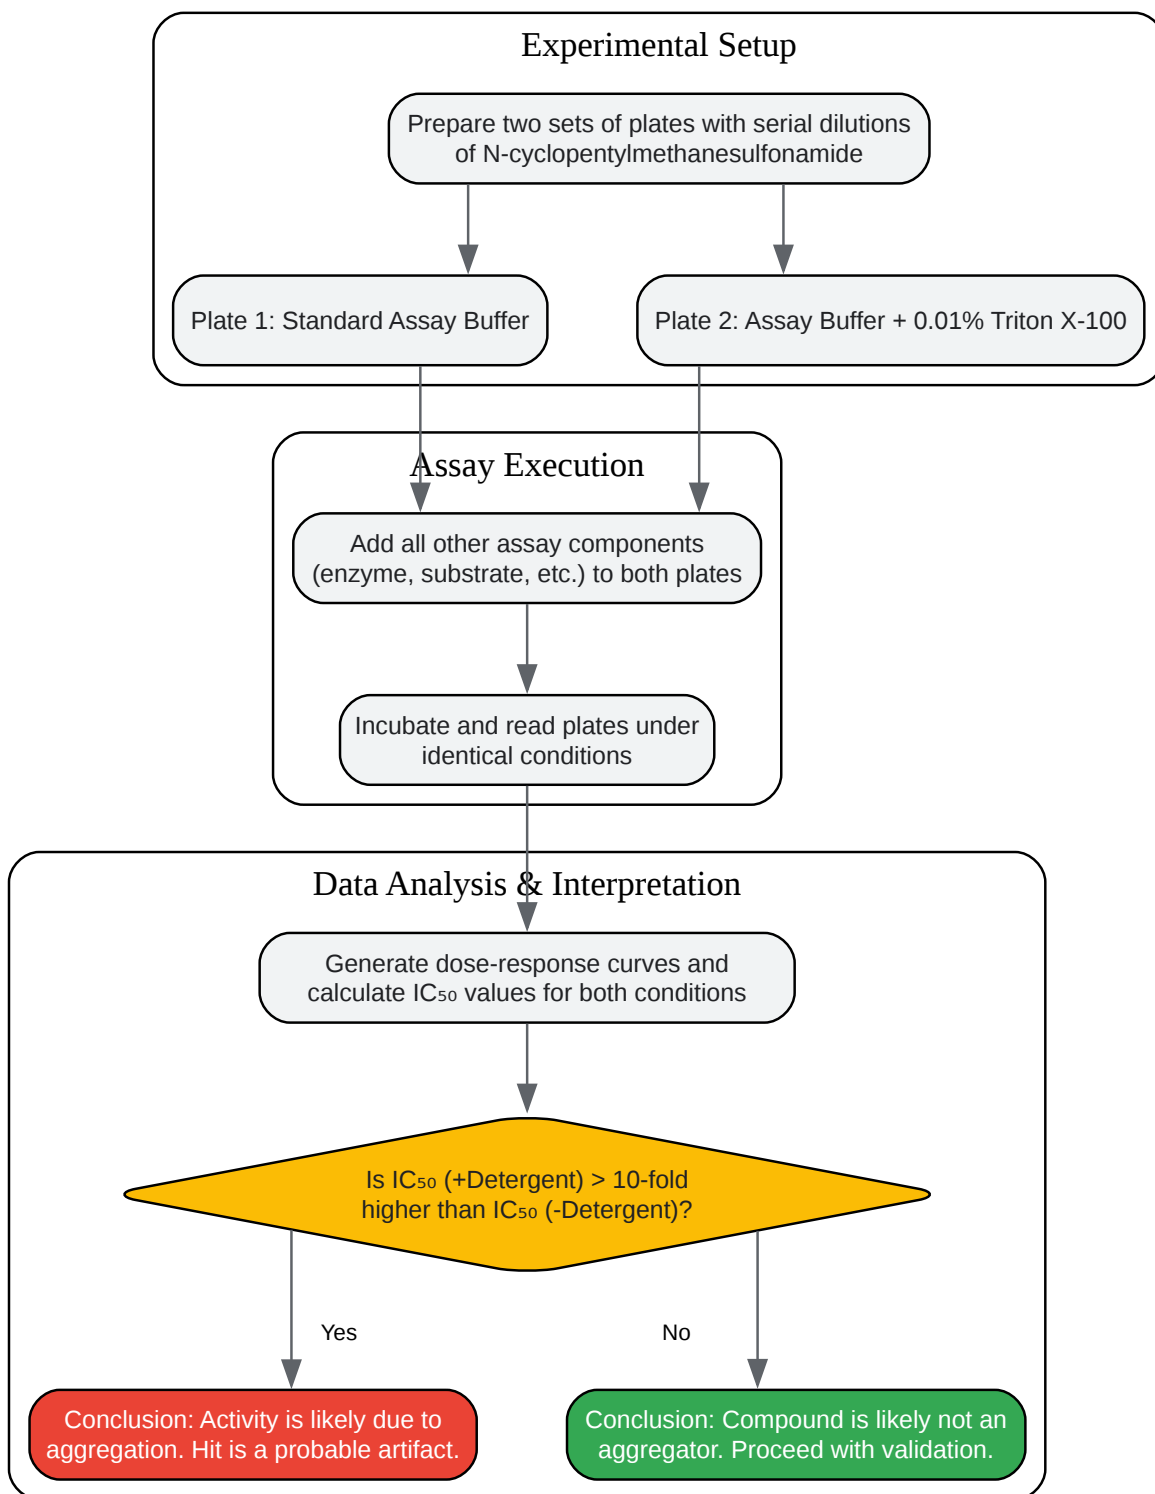 Experimental Setup
Prepare two sets of plates with serial dilutions
of N-cyclopentylmethanesulfonamide
Plate 1: Standard Assay Buffer
Plate 2: Assay Buffer + 0.01% Triton X-100
Assay Execution
Add all other assay components
(enzyme, substrate, etc.) to both plates
Incubate and read plates under
identical conditions
Data Analysis & Interpretation
Generate dose-response curves and
calculate IC₅₀ values for both conditions
Is IC₅₀ (+Detergent) > 10-fold
higher than IC₅₀ (-Detergent)?
Yes
No
Conclusion: Activity is likely due to
aggregation. Hit is a probable artifact.
Conclusion: Compound is likely not an
aggregator. Proceed with validation.